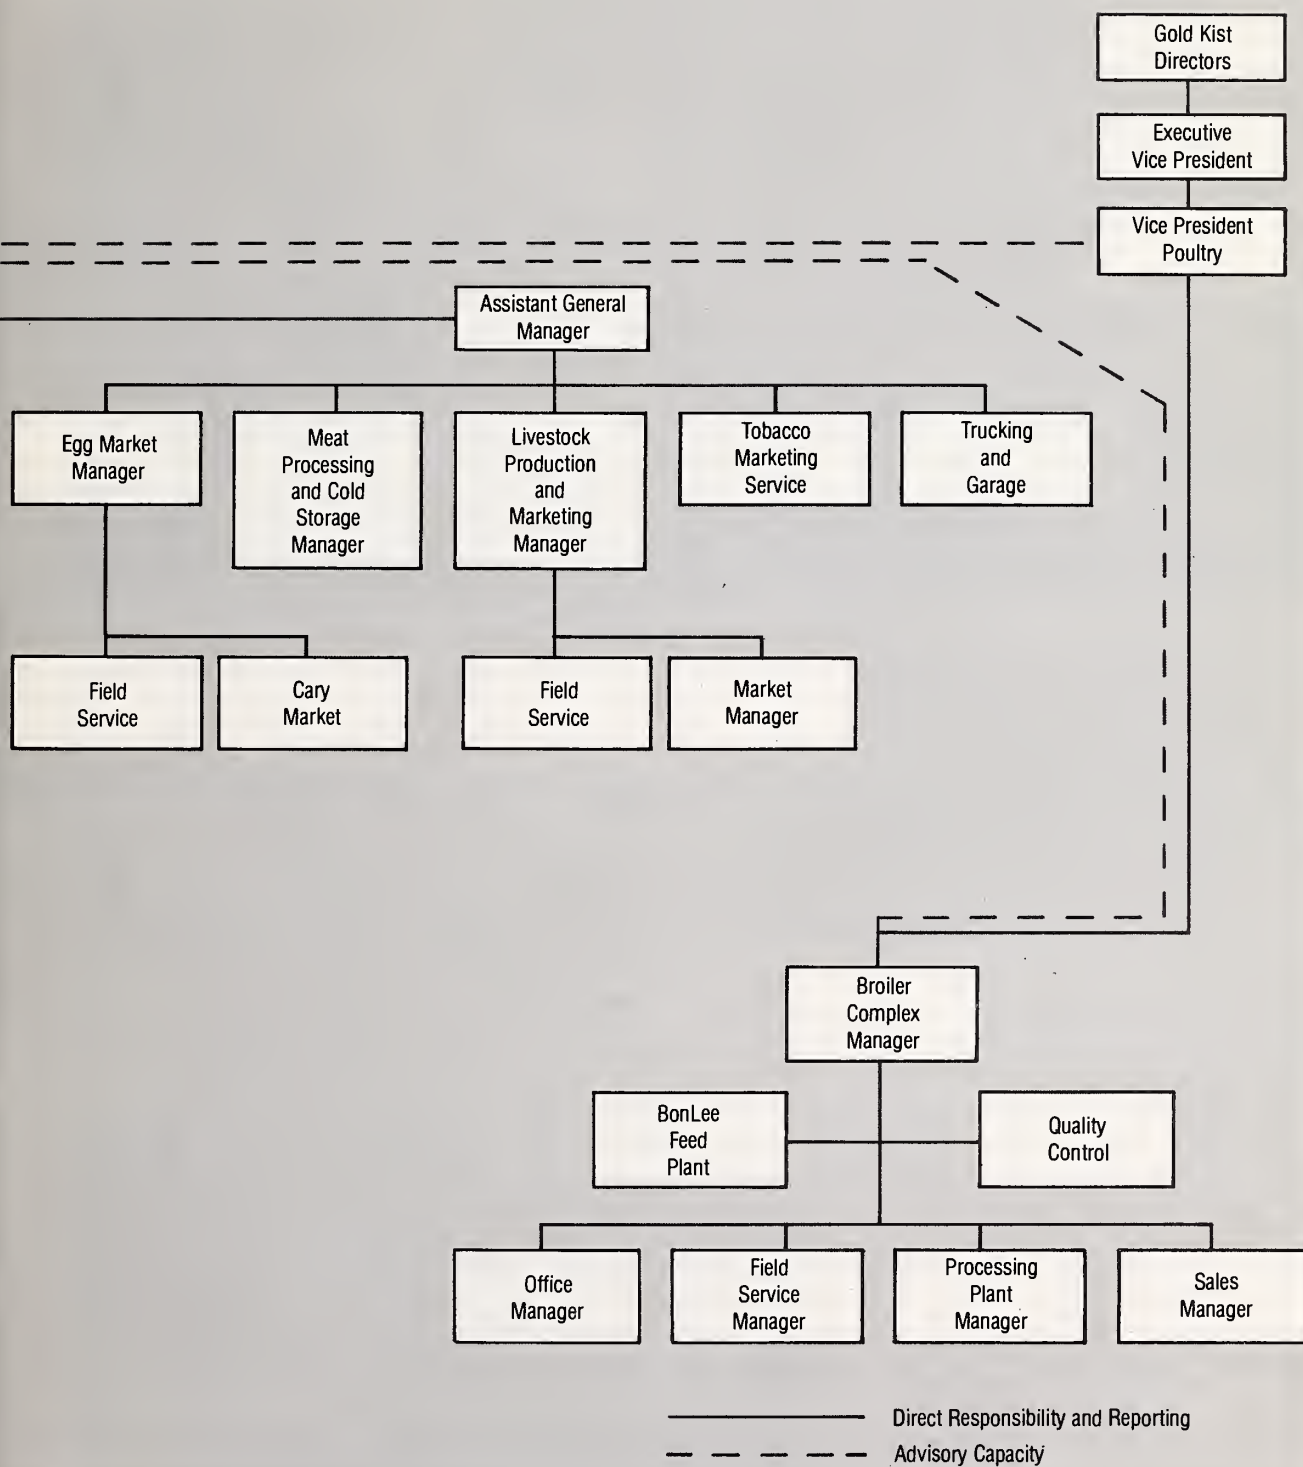 Gold Kist
Directors
Executive
Vice President
Vice President
Poultry
Assistant General
Manager
Egg Market
Manager
Meat
Processing
and Cold
Storage
Manager
Livestock
Production
and
Marketing
Manager
Tobacco
Marketing
Service
Trucking
and
Garage
Field
Service
Cary
Market
Field
Service
Market
Manager
Broiler
Complex
Manager
BonLee
Feed
Plant
Quality
Control
Office
Manager
Field
Service
Manager
Processing
Plant
Manager
Sales
Manager
Direct Responsibility and Reporting
Advisory Capacity